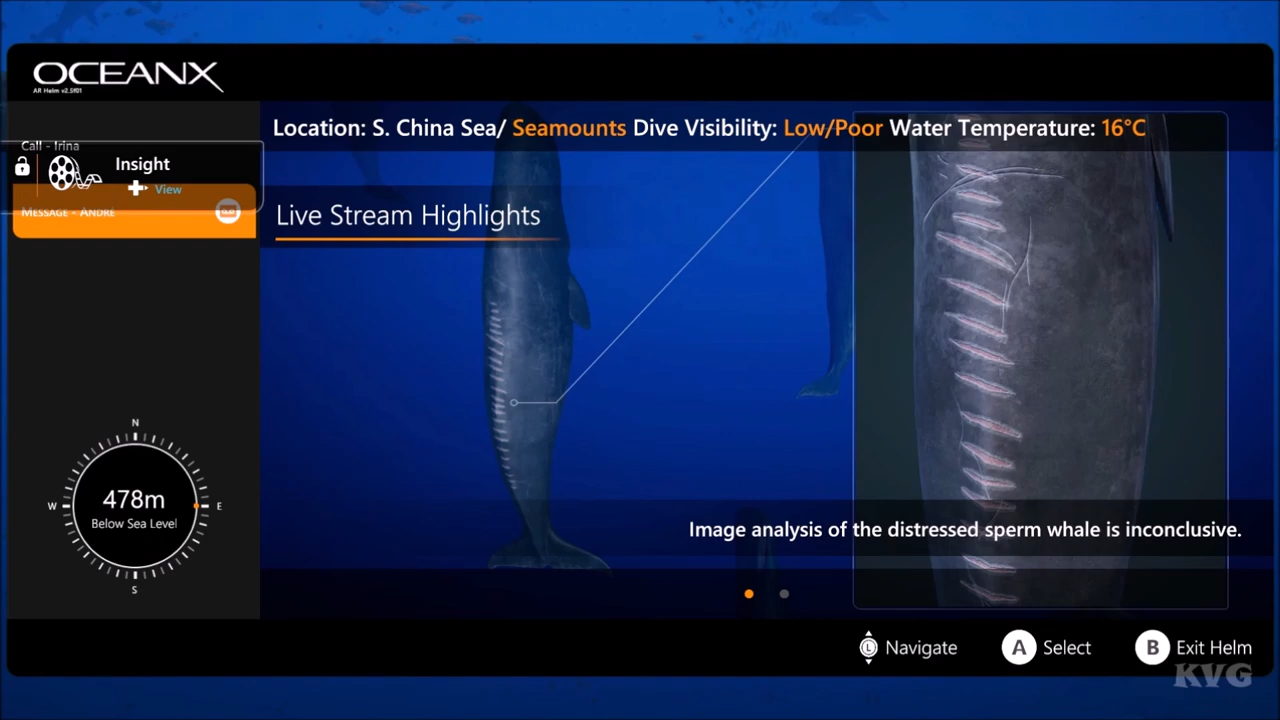 OCEANX
AR Helm v2.5f01
Location: S. China Sea/ Seamounts Dive Visibility: Low/Poor Water Temperature: 16°C
Call - Irina
Insight
View
Message - André
Live Stream Highlights
N
W
478m
Below Sea Level
E
S
Image analysis of the distressed sperm whale is inconclusive.
L Navigate
A Select
B Exit Helm
KVG